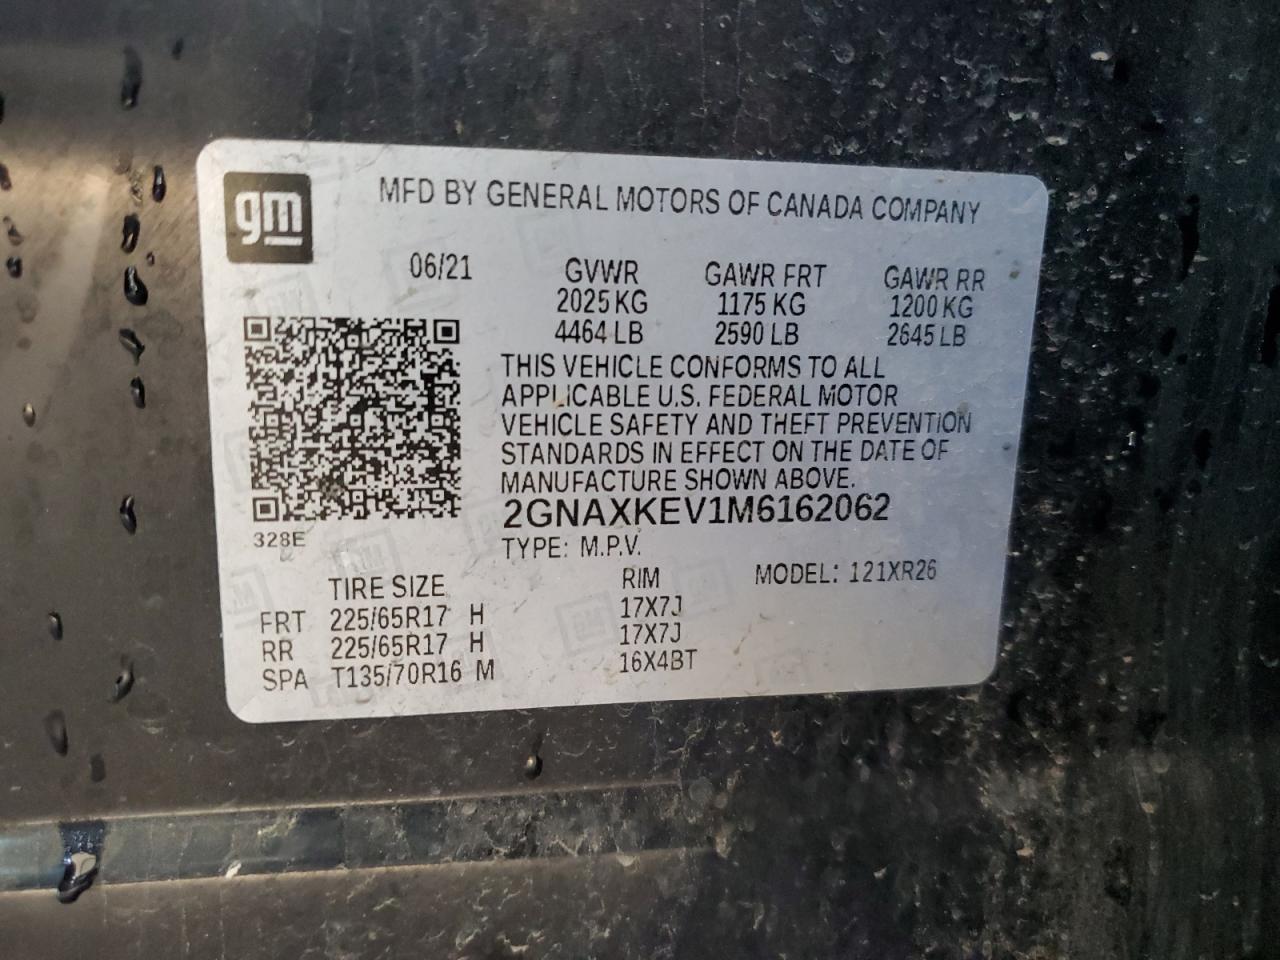 gm
MFD BY GENERAL MOTORS OF CANADA COMPANY
06/21 GVWR GAWR FRT GAWR RR
2025 KG 1175 KG 1200 KG
4464 LB 2590 LB 2645 LB
THIS VEHICLE CONFORMS TO ALL
APPLICABLE U.S. FEDERAL MOTOR
VEHICLE SAFETY AND THEFT PREVENTION
STANDARDS IN EFFECT ON THE DATE OF
MANUFACTURE SHOWN ABOVE.
2GNAXKEV1M6162062
328E
TYPE: M.P.V.
TIRE SIZE RIM MODEL: 121XR26
FRT 225/65R17 H 17X7J
RR 225/65R17 H 17X7J
SPA T135/70R16 M 16X4BT